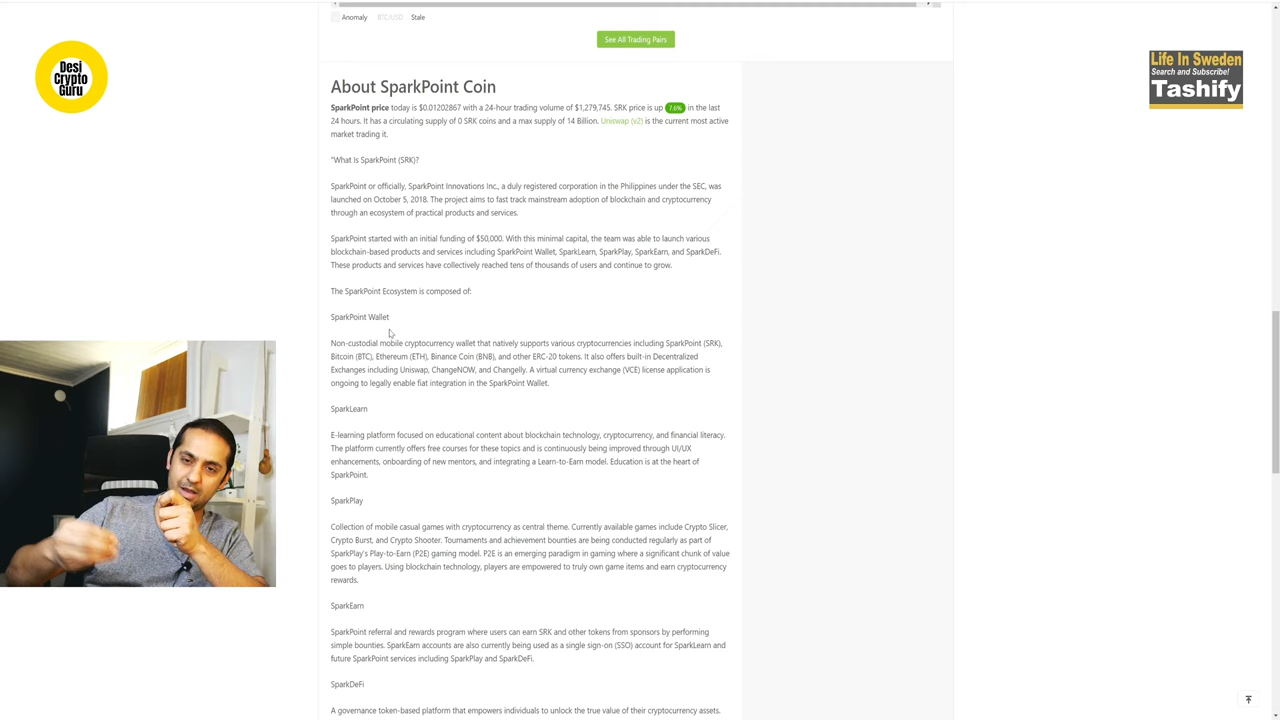 Anomaly BTC/USD Stale
See All Trading Pairs
Desi
Crypto
Guru
Life In Sweden
Search and Subscribe!
Tashify
About SparkPoint Coin
SparkPoint price today is $0.01202867 with a 24-hour trading volume of $1,279,745. SRK price is up 7.6% in the last
24 hours. It has a circulating supply of 0 SRK coins and a max supply of 14 Billion. Uniswap (v2) is the current most active
market trading it.
"What Is SparkPoint (SRK)?
SparkPoint or officially, SparkPoint Innovations Inc., a duly registered corporation in the Philippines under the SEC, was
launched on October 5, 2018. The project aims to fast track mainstream adoption of blockchain and cryptocurrency
through an ecosystem of practical products and services.
SparkPoint started with an initial funding of $50,000. With this minimal capital, the team was able to launch various
blockchain-based products and services including SparkPoint Wallet, SparkLearn, SparkPlay, SparkEarn, and SparkDeFi.
These products and services have collectively reached tens of thousands of users and continue to grow.
The SparkPoint Ecosystem is composed of:
SparkPoint Wallet
Non-custodial mobile cryptocurrency wallet that natively supports various cryptocurrencies including SparkPoint (SRK),
Bitcoin (BTC), Ethereum (ETH), Binance Coin (BNB), and other ERC-20 tokens. It also offers built-in Decentralized
Exchanges including Uniswap, ChangeNOW, and Changelly. A virtual currency exchange (VCE) license application is
ongoing to legally enable fiat integration in the SparkPoint Wallet.
SparkLearn
E-learning platform focused on educational content about blockchain technology, cryptocurrency, and financial literacy.
The platform currently offers free courses for these topics and is continuously being improved through UI/UX
enhancements, onboarding of new mentors, and integrating a Learn-to-Earn model. Education is at the heart of
SparkPoint.
SparkPlay
Collection of mobile casual games with cryptocurrency as central theme. Currently available games include Crypto Slicer,
Crypto Burst, and Crypto Shooter. Tournaments and achievement bounties are being conducted regularly as part of
SparkPlay's Play-to-Earn (P2E) gaming model. P2E is an emerging paradigm in gaming where a significant chunk of value
goes to players. Using blockchain technology, players are empowered to truly own game items and earn cryptocurrency
rewards.
SparkEarn
SparkPoint referral and rewards program where users can earn SRK and other tokens from sponsors by performing
simple bounties. SparkEarn accounts are also currently being used as a single sign-on (SSO) account for SparkLearn and
future SparkPoint services including SparkPlay and SparkDeFi.
SparkDeFi
A governance token-based platform that empowers individuals to unlock the true value of their cryptocurrency assets.